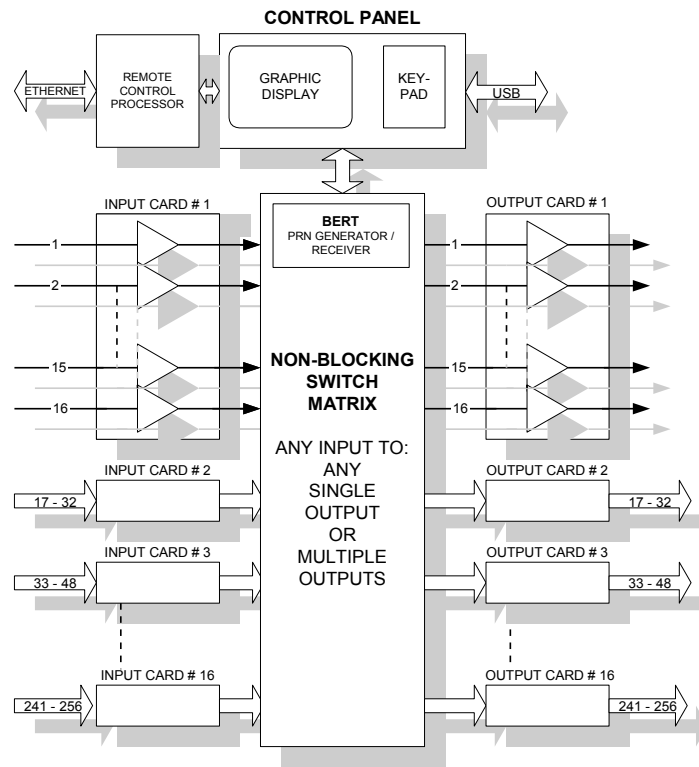 CONTROL PANEL
ETHERNET
REMOTE
CONTROL
PROCESSOR
GRAPHIC
DISPLAY
KEY-
PAD
USB
INPUT CARD # 1
BERT
PRN GENERATOR /
RECEIVER
OUTPUT CARD # 1
1
2
15
16
1
2
15
16
NON-BLOCKING
SWITCH
MATRIX
ANY INPUT TO:
ANY
SINGLE
OUTPUT
OR
MULTIPLE
OUTPUTS
INPUT CARD # 2
17 - 32
OUTPUT CARD # 2
17 - 32
INPUT CARD # 3
33 - 48
OUTPUT CARD # 3
33 - 48
INPUT CARD # 16
241 - 256
OUTPUT CARD # 16
241 - 256